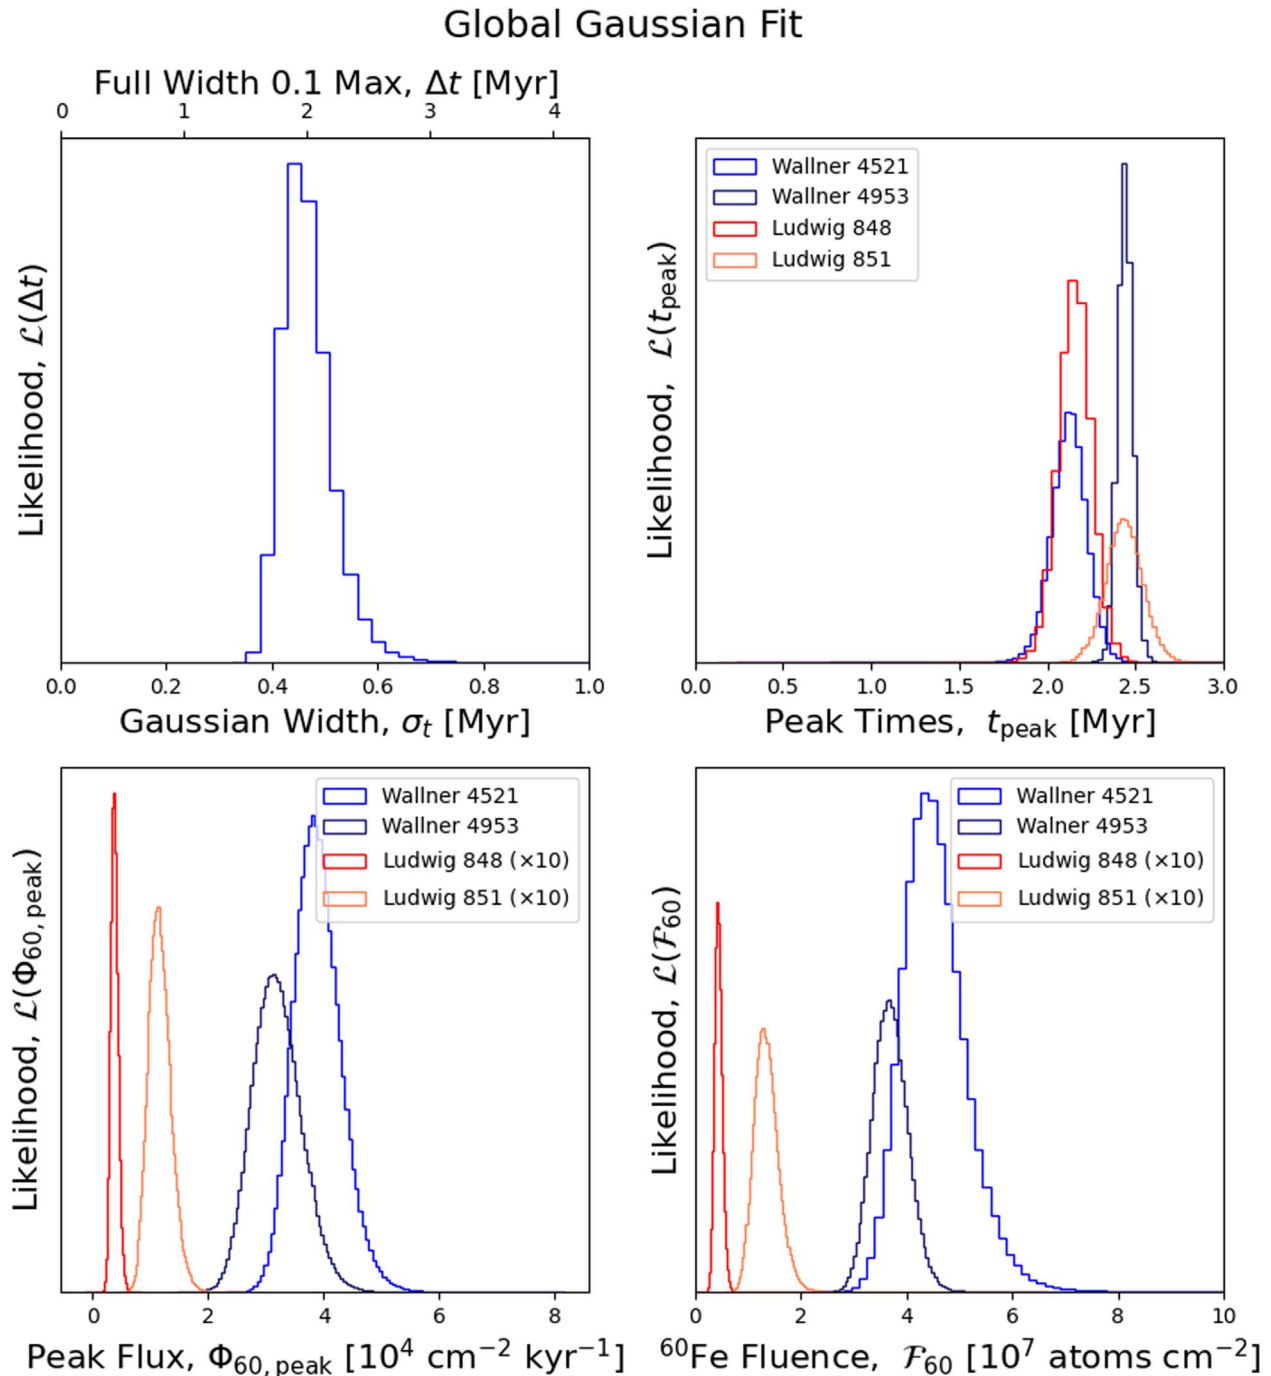 Global Gaussian Fit
Full Width 0.1 Max, Δt [Myr]
0 1 2 3 4
Likelihood, ℒ(Δt)
0.0 0.2 0.4 0.6 0.8 1.0
Gaussian Width, σₜ [Myr]
Wallner 4521
Wallner 4953
Ludwig 848
Ludwig 851
Likelihood, ℒ(t_peak)
0.0 0.5 1.0 1.5 2.0 2.5 3.0
Peak Times, t_peak [Myr]
Wallner 4521
Wallner 4953
Ludwig 848 (×10)
Ludwig 851 (×10)
Likelihood, ℒ(Φ_60,peak)
0 2 4 6 8
Peak Flux, Φ_60,peak [10⁴ cm⁻² kyr⁻¹]
Wallner 4521
Walner 4953
Ludwig 848 (×10)
Ludwig 851 (×10)
Likelihood, ℒ(ℱ₆₀)
0 2 4 6 8 10
⁶⁰Fe Fluence, ℱ₆₀ [10⁷ atoms cm⁻²]